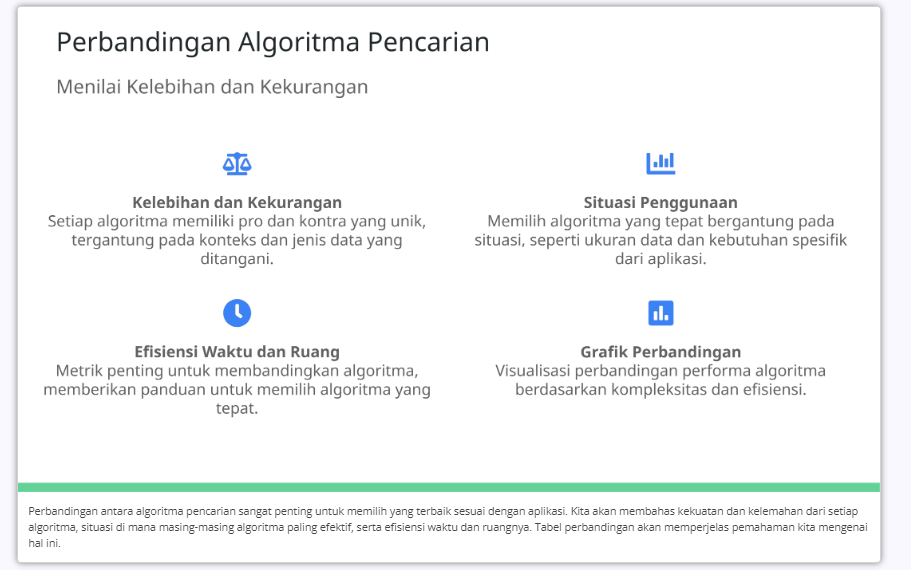 Perbandingan Algoritma Pencarian
Menilai Kelebihan dan Kekurangan
Kelebihan dan Kekurangan
Setiap algoritma memiliki pro dan kontra yang unik,
tergantung pada konteks dan jenis data yang
ditangani.
Situasi Penggunaan
Memilih algoritma yang tepat bergantung pada
situasi, seperti ukuran data dan kebutuhan spesifik
dari aplikasi.
Efisiensi Waktu dan Ruang
Metrik penting untuk membandingkan algoritma,
memberikan panduan untuk memilih algoritma yang
tepat.
Grafik Perbandingan
Visualisasi perbandingan performa algoritma
berdasarkan kompleksitas dan efisiensi.
Perbandingan antara algoritma pencarian sangat penting untuk memilih yang terbaik sesuai dengan aplikasi. Kita akan membahas kekuatan dan kelemahan dari setiap
algoritma, situasi di mana masing-masing algoritma paling efektif, serta efisiensi waktu dan ruangnya. Tabel perbandingan akan memperjelas pemahaman kita mengenai
hal ini.